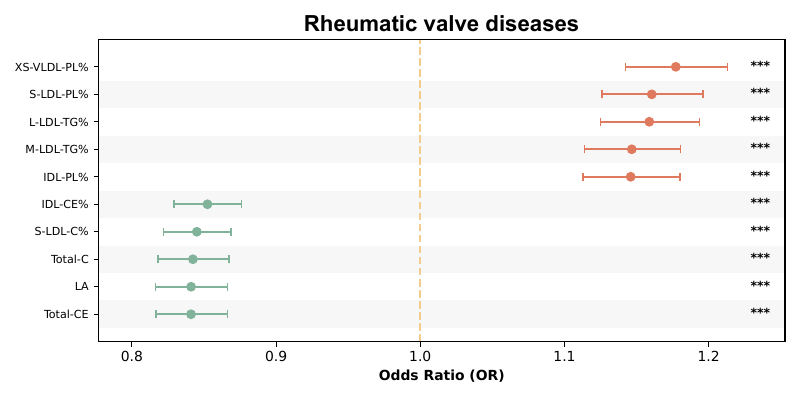 Rheumatic valve diseases
XS-VLDL-PL% ***
S-LDL-PL% ***
L-LDL-TG% ***
M-LDL-TG% ***
IDL-PL% ***
IDL-CE% ***
S-LDL-C% ***
Total-C ***
LA ***
Total-CE ***
0.8 0.9 1.0 1.1 1.2
Odds Ratio (OR)